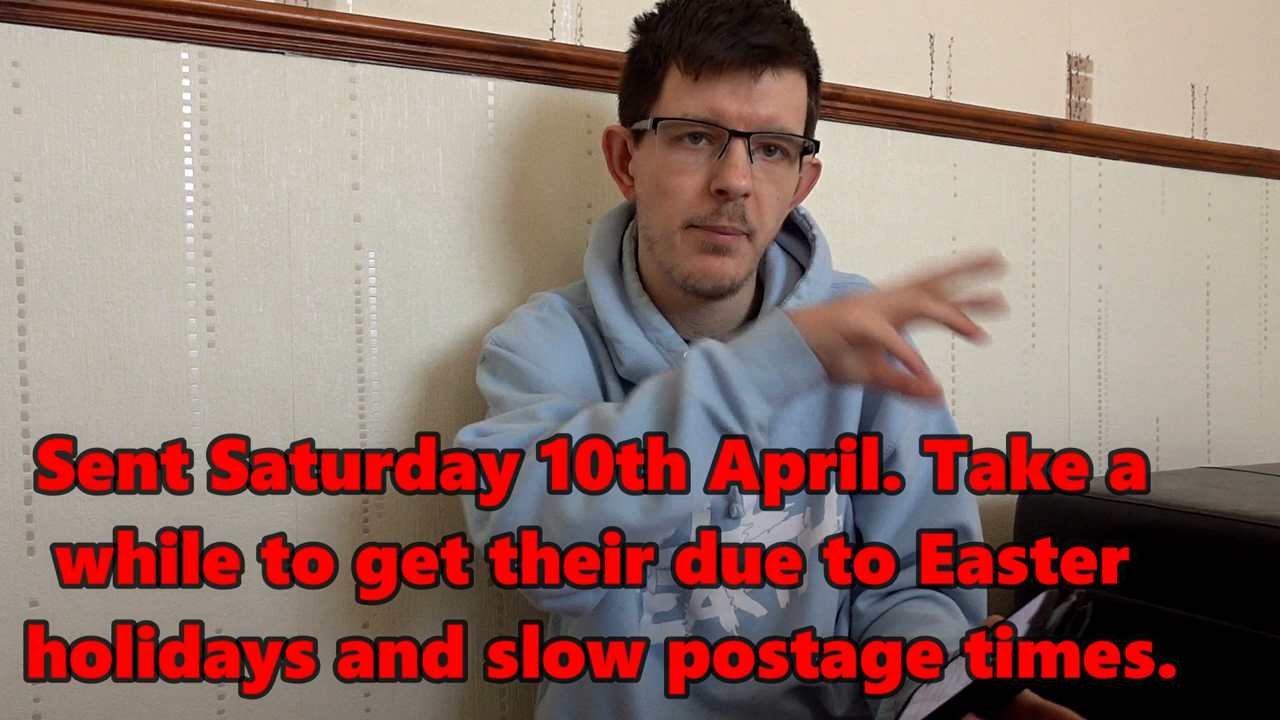 Sent Saturday 10th April. Take a
while to get their due to Easter
holidays and slow postage times.